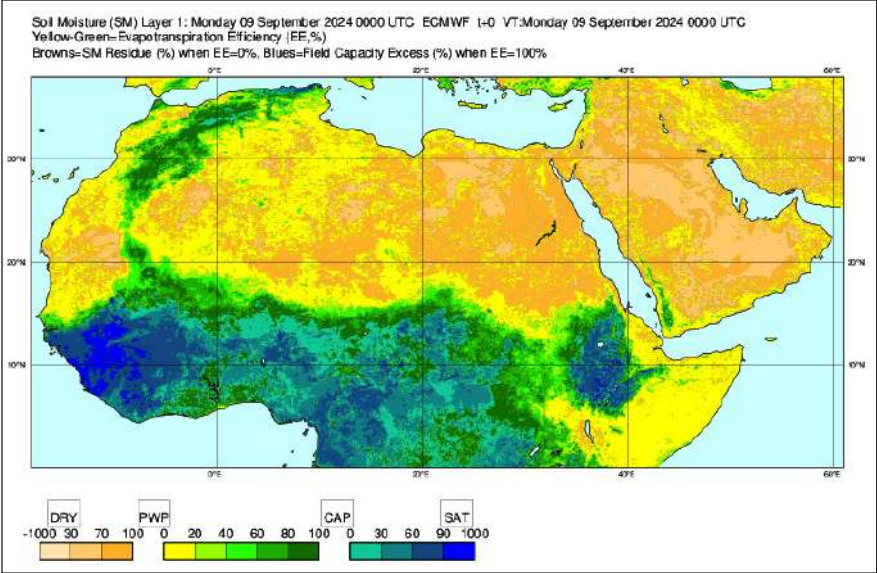 Soil Moisture (SM) Layer 1: Monday 09 September 2024 0000 UTC ECMWF t+0 VT:Monday 09 September 2024 0000 UTC
Yellow-Green=Evapotranspiration Efficiency (EE,%)
Browns=SM Residue (%) when EE=0%, Blues=Field Capacity Excess (%) when EE=100%
0°E 20°E 40°E 60°E
30°N 30°N
20°N 20°N
10°N 10°N
0°E 20°E 40°E 60°E
DRY PWP CAP SAT
-1000 30 70 100 0 20 40 60 80 100 0 30 60 90 1000